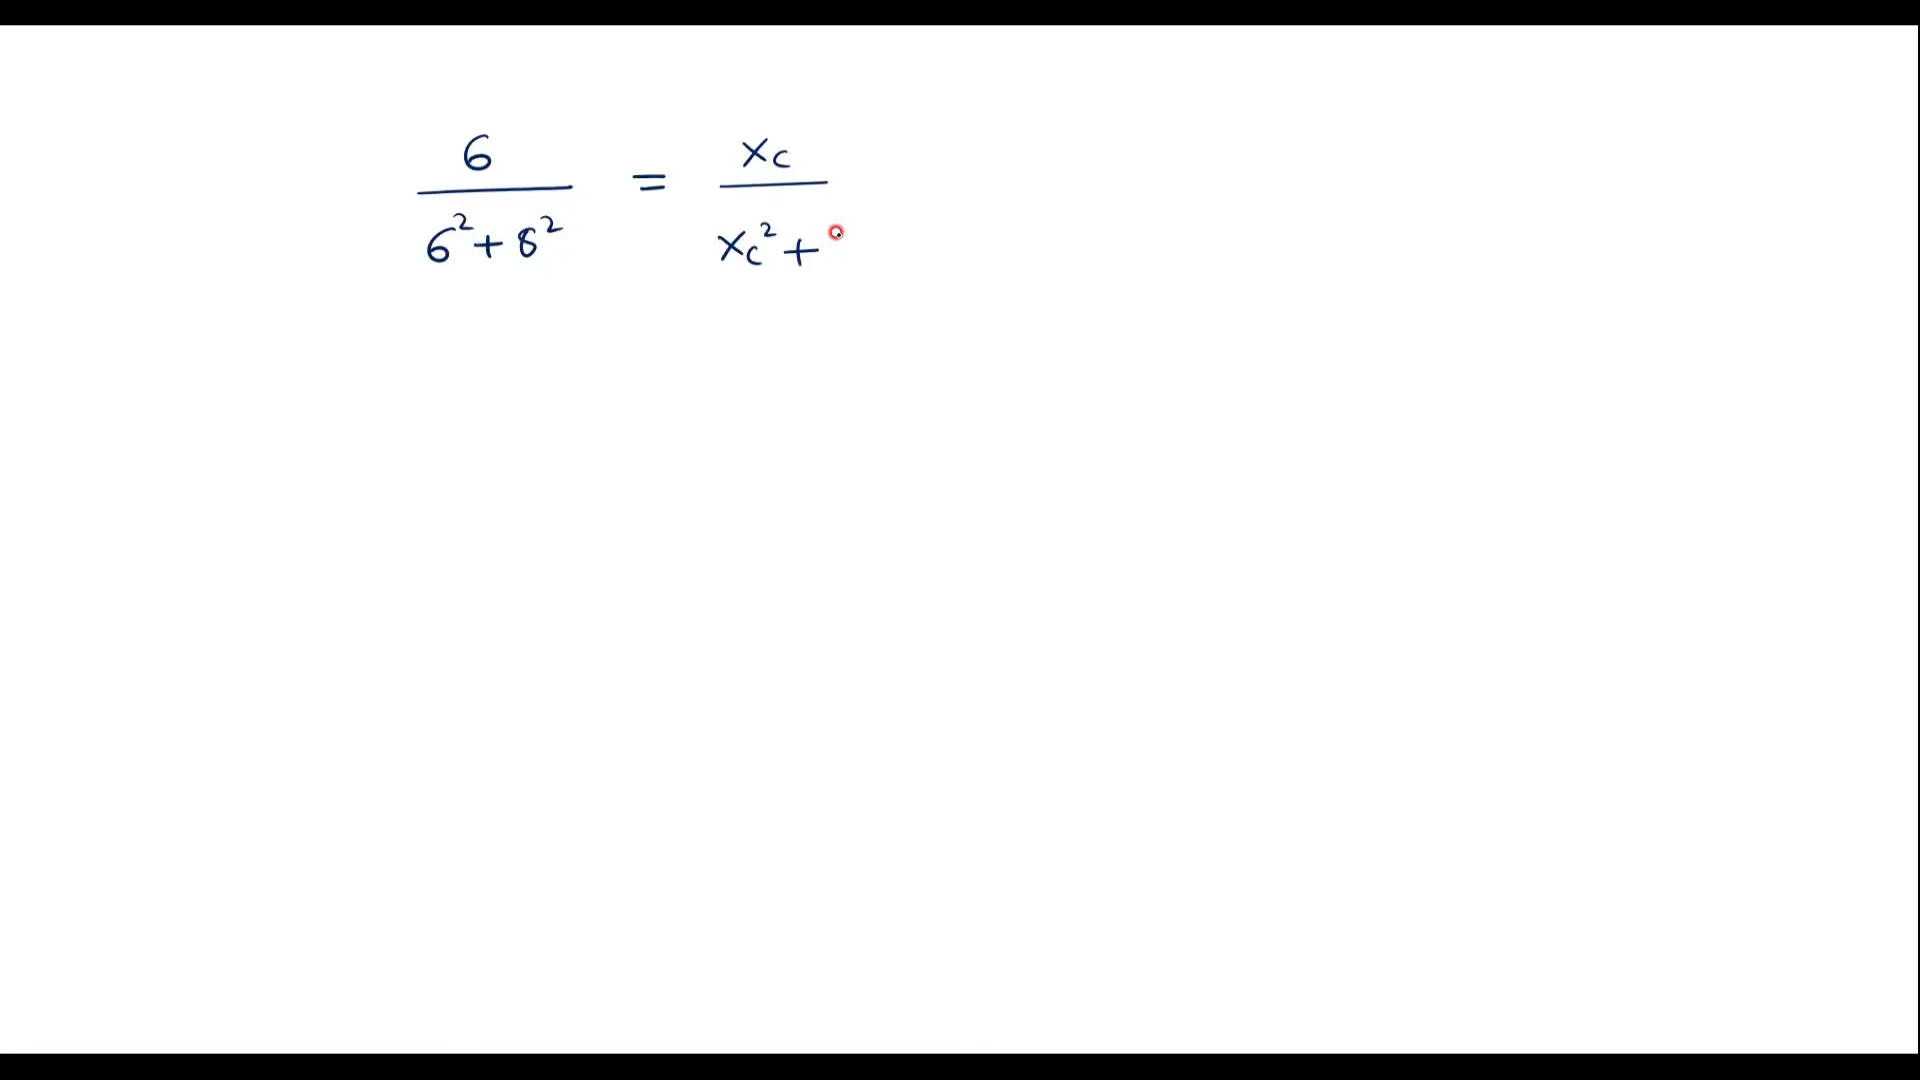 6/(6²+8²) = Xc/(Xc²+